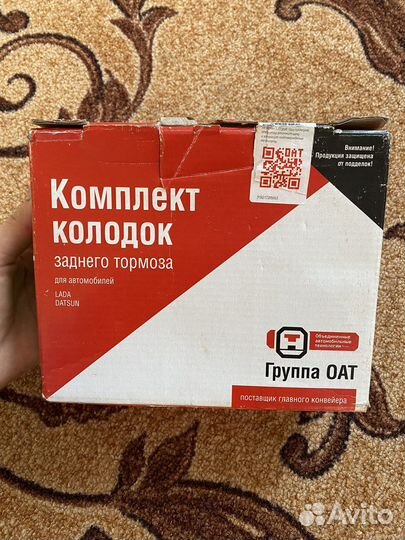 ОАТ
Внимание!
Продукция защищена
от подделок!
Комплект
колодок
заднего тормоза
для автомобилей
LADA
DATSUN
Объединенные
автомобильные
технологии
Группа ОАТ
поставщик главного конвейера
Avito